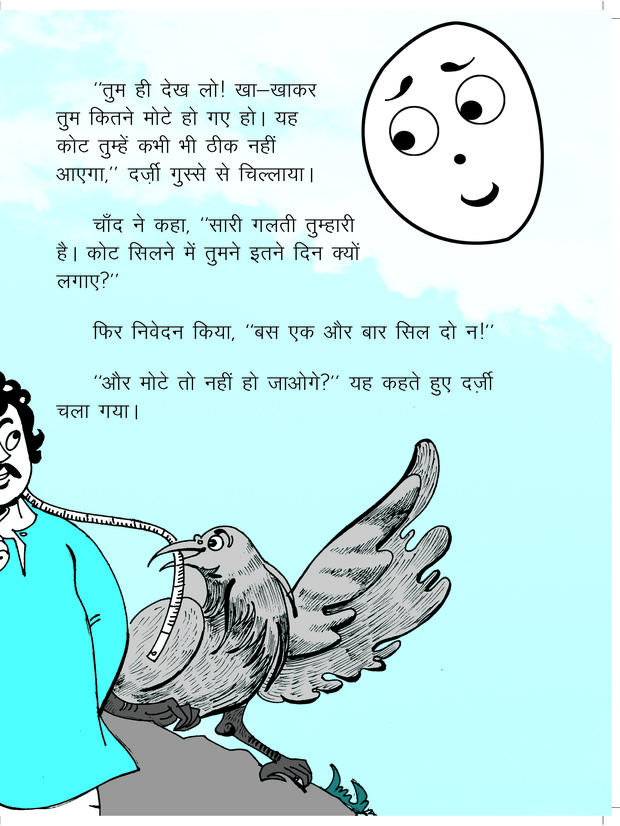 "तुम ही देख लो! खा–खाकर
तुम कितने मोटे हो गए हो। यह
कोट तुम्हें कभी भी ठीक नहीं
आएगा," दर्ज़ी गुस्से से चिल्लाया।
चाँद ने कहा, "सारी गलती तुम्हारी
है। कोट सिलने में तुमने इतने दिन क्यों
लगाए?"
फिर निवेदन किया, "बस एक और बार सिल दो न!"
"और मोटे तो नहीं हो जाओगे?" यह कहते हुए दर्ज़ी
चला गया।